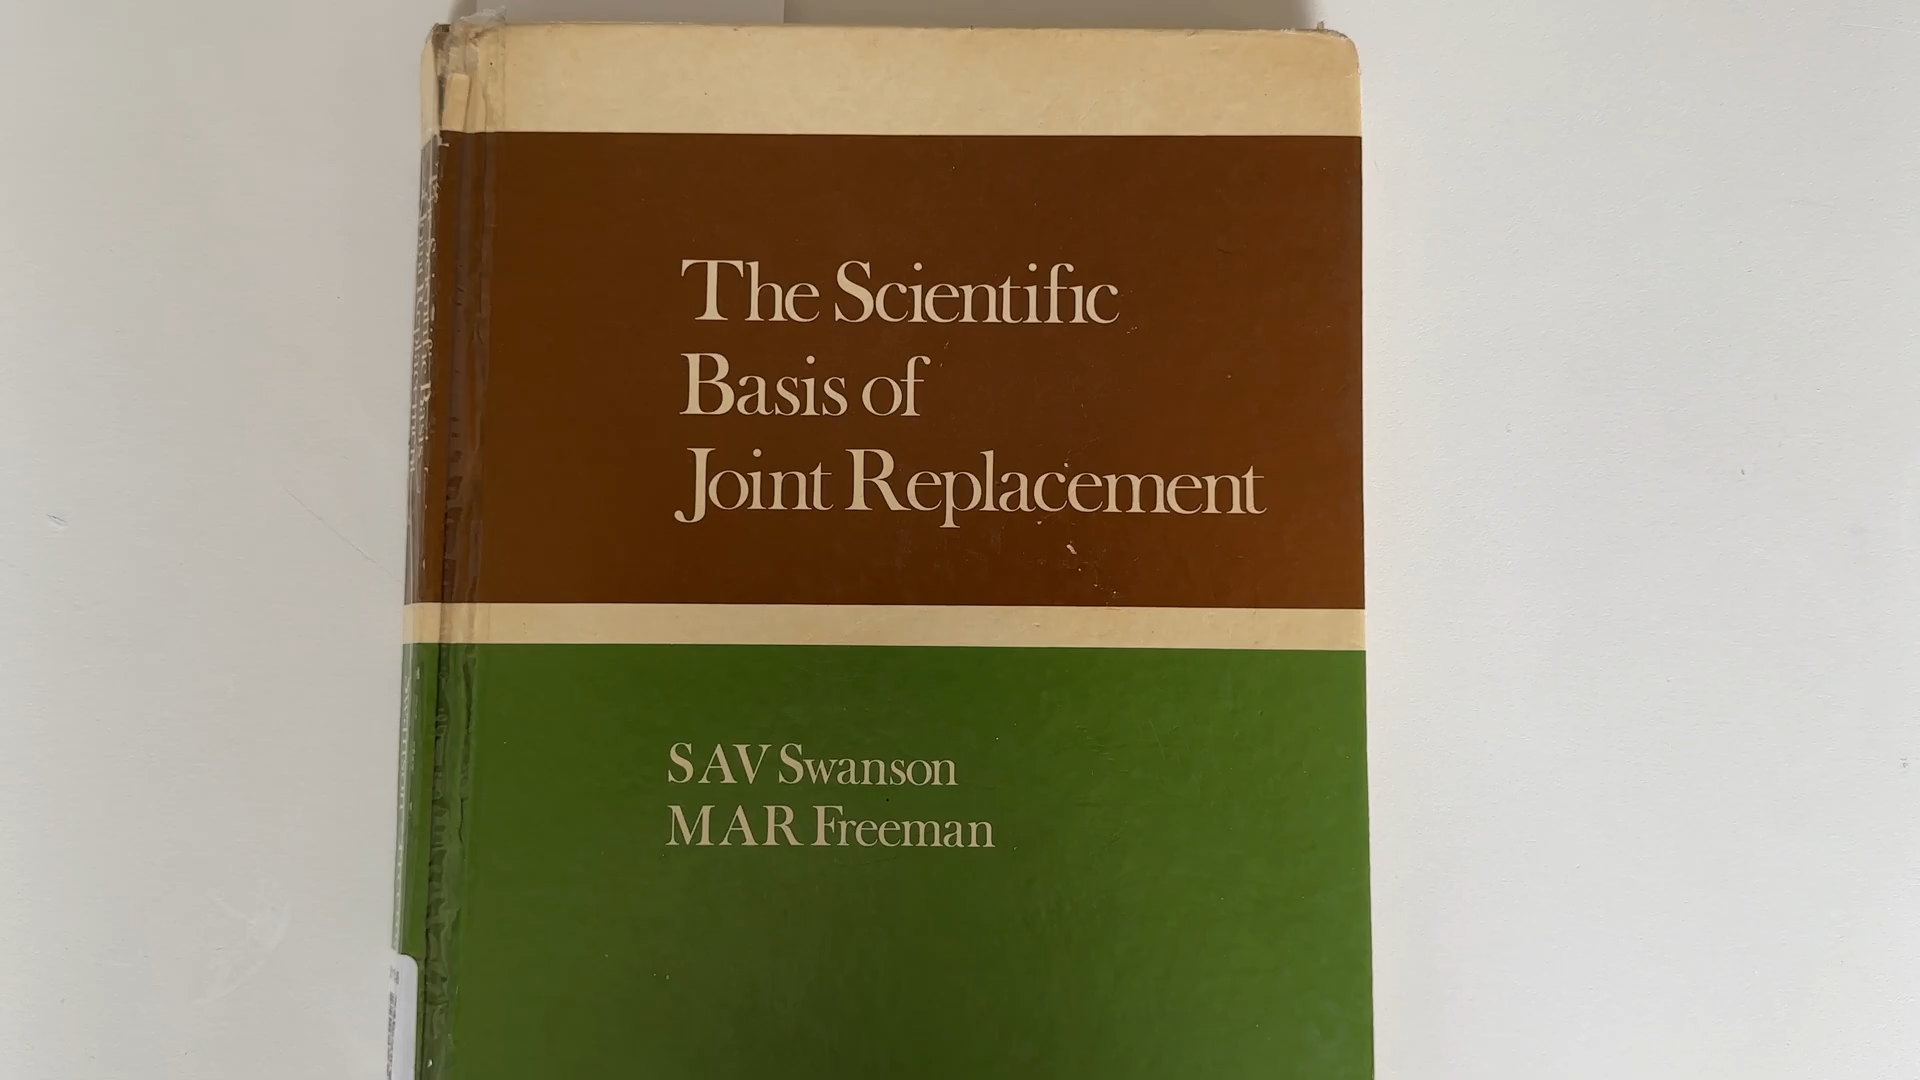 The Scientific
Basis of
Joint Replacement
S A V Swanson
M A R Freeman